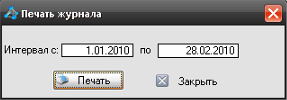 Печать журнала
Интервал с: 1.01.2010 по 28.02.2010
Печать Закрыть